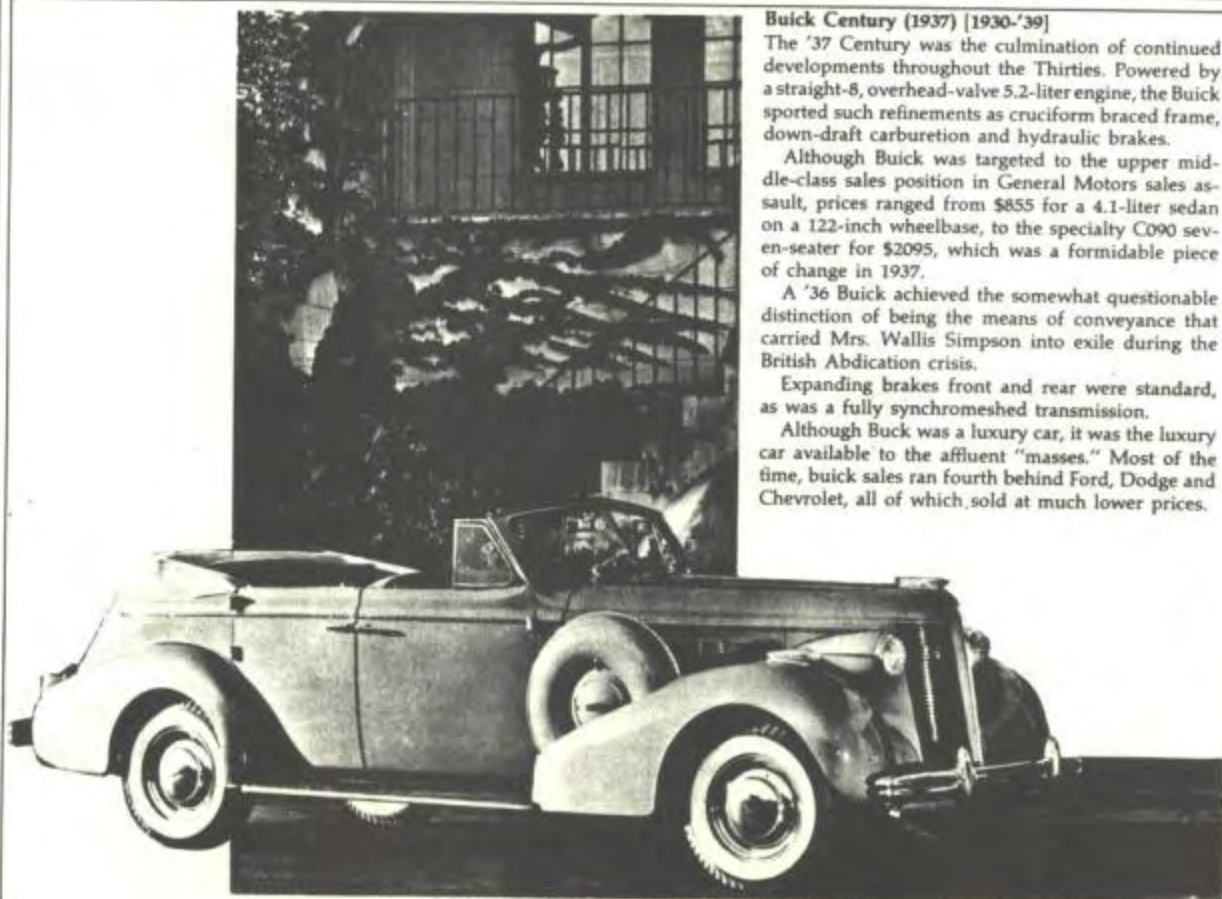 Buick Century (1937) [1930-'39]
The '37 Century was the culmination of continued
developments throughout the Thirties. Powered by
a straight-8, overhead-valve 5.2-liter engine, the Buick
sported such refinements as cruciform braced frame,
down-draft carburetion and hydraulic brakes.
Although Buick was targeted to the upper mid-
dle-class sales position in General Motors sales as-
sault, prices ranged from $855 for a 4.1-liter sedan
on a 122-inch wheelbase, to the specialty C090 sev-
en-seater for $2095, which was a formidable piece
of change in 1937.
A '36 Buick achieved the somewhat questionable
distinction of being the means of conveyance that
carried Mrs. Wallis Simpson into exile during the
British Abdication crisis.
Expanding brakes front and rear were standard,
as was a fully synchromeshed transmission.
Although Buck was a luxury car, it was the luxury
car available to the affluent "masses." Most of the
time, buick sales ran fourth behind Ford, Dodge and
Chevrolet, all of which sold at much lower prices.